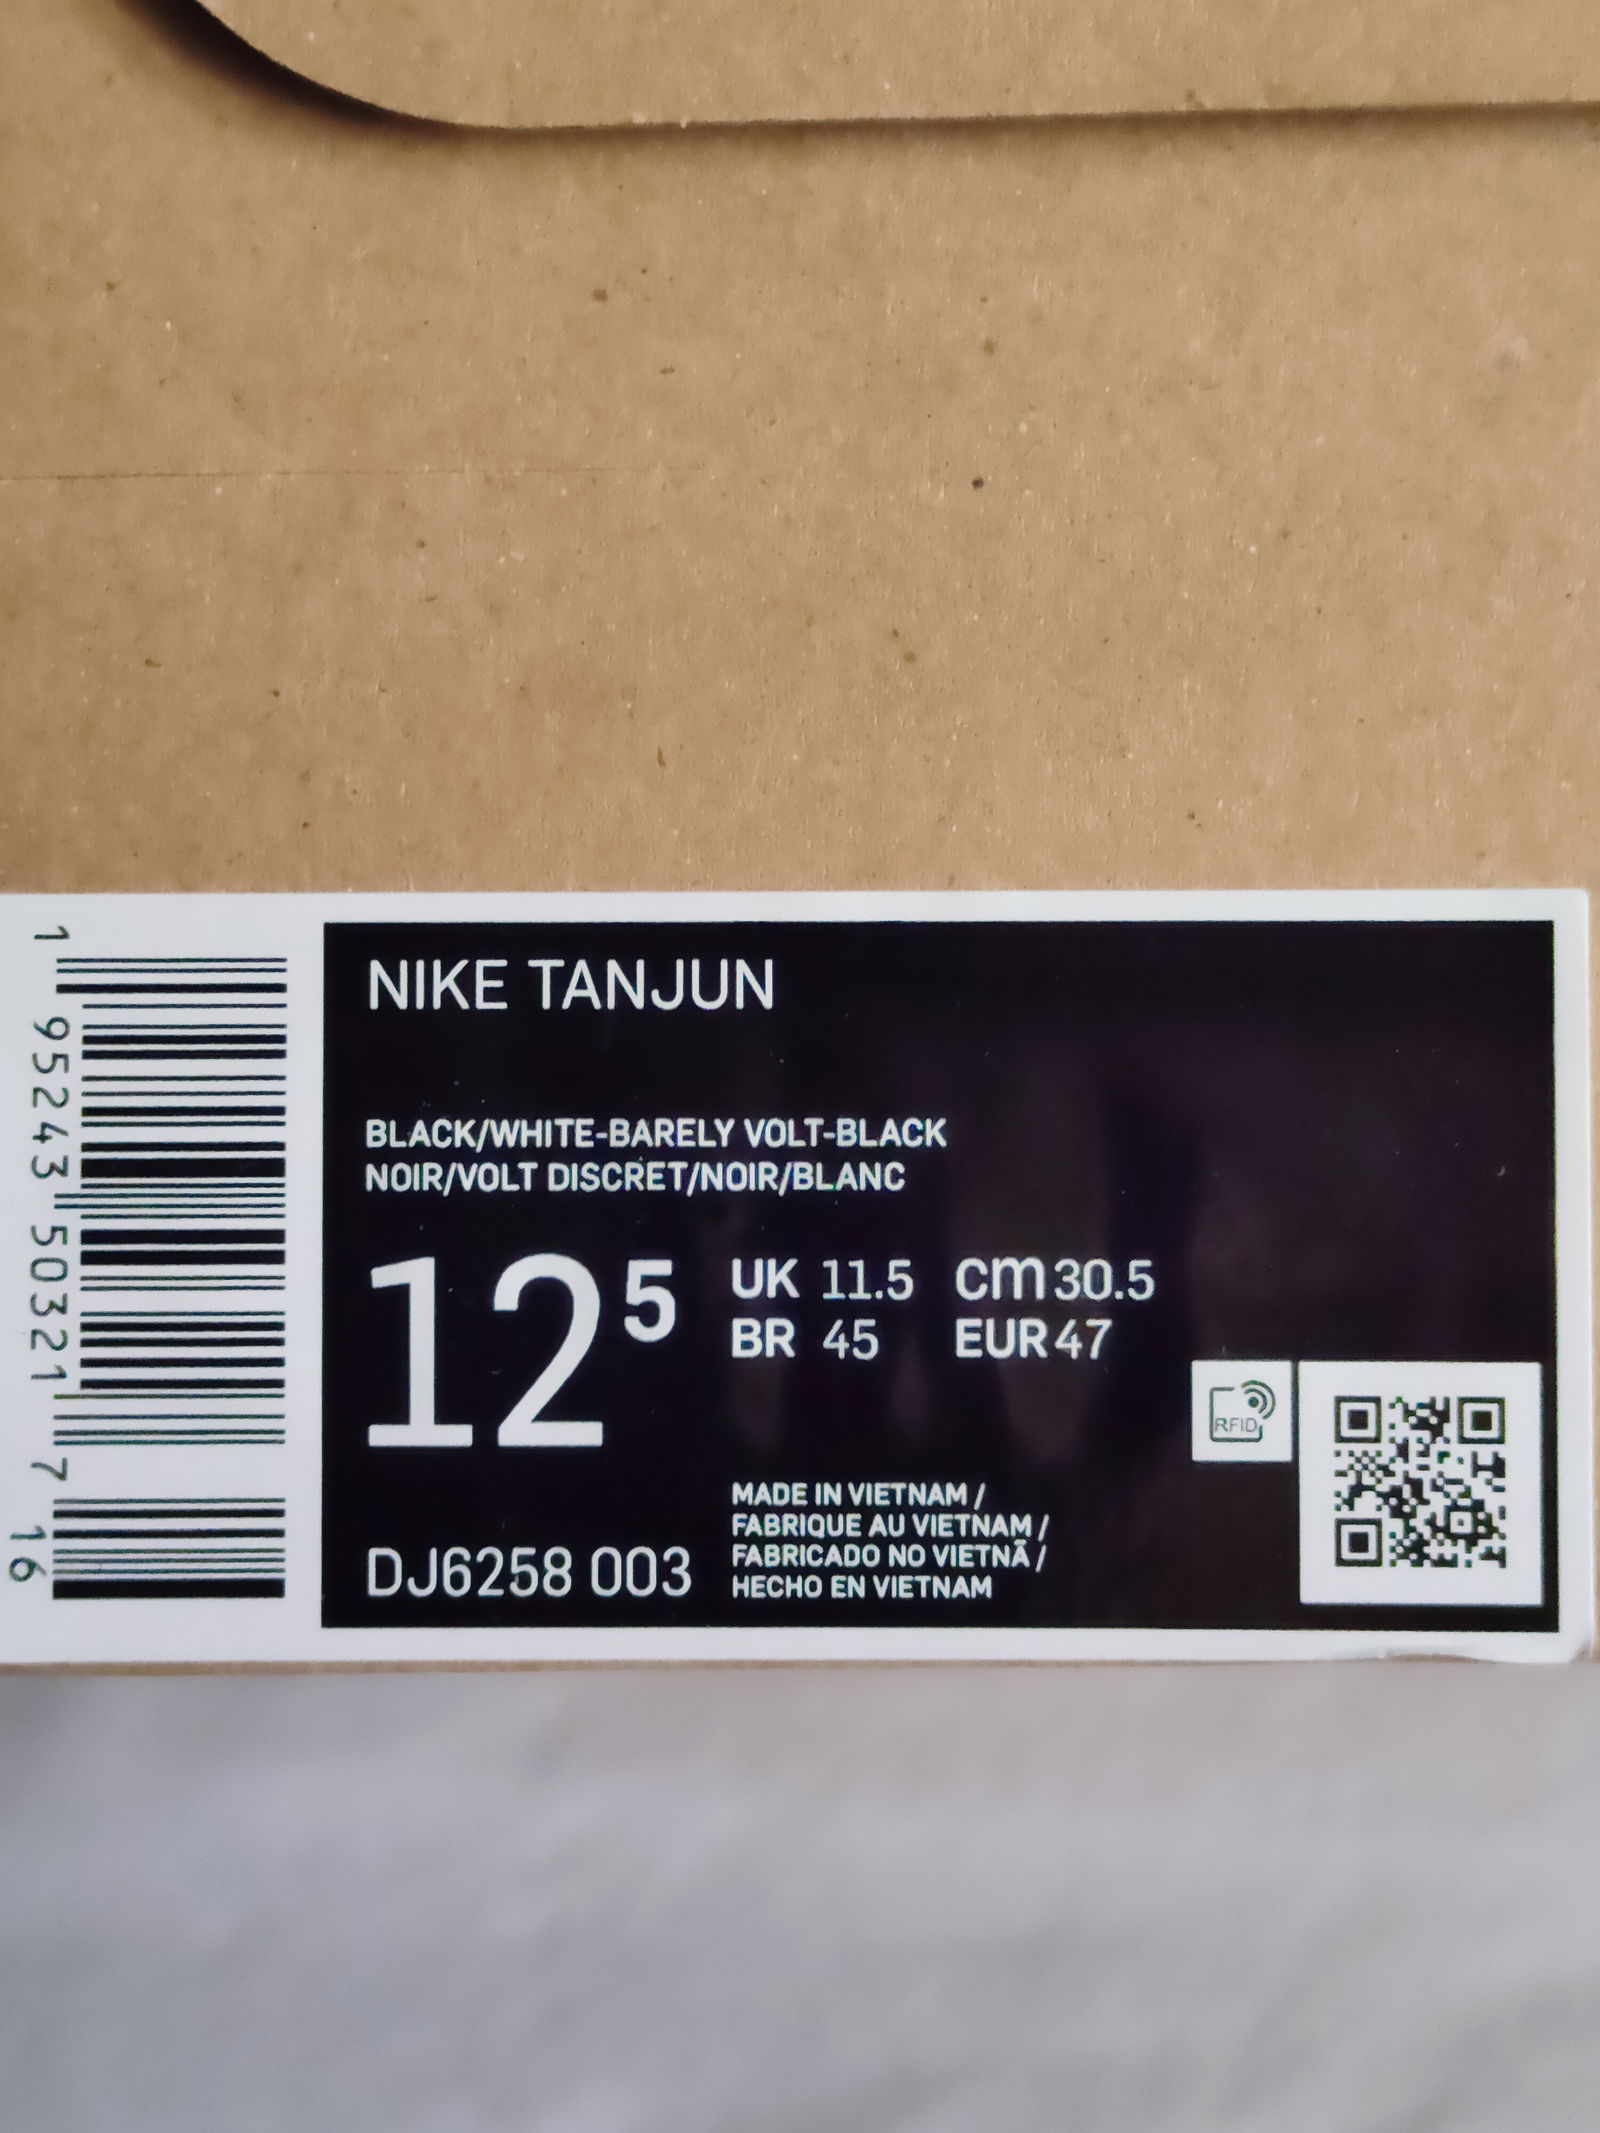 1 95243 50321 7 16
NIKE TANJUN
BLACK/WHITE-BARELY VOLT-BLACK
NOIR/VOLT DISCRET/NOIR/BLANC
12 5
UK 11.5 CM 30.5
BR 45 EUR 47
RFID
DJ6258 003
MADE IN VIETNAM /
FABRIQUE AU VIETNAM /
FABRICADO NO VIETNÃ /
HECHO EN VIETNAM